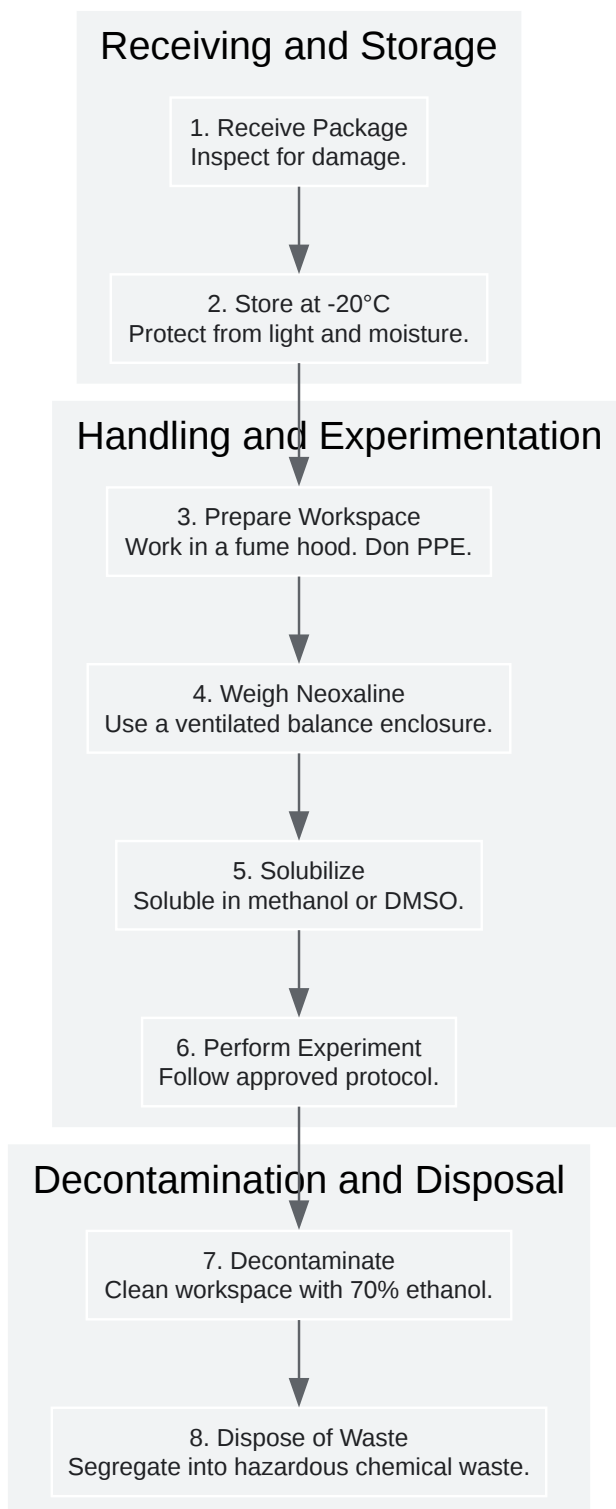 Receiving and Storage
1. Receive Package
Inspect for damage.
2. Store at -20°C
Protect from light and moisture.
Handling and Experimentation
3. Prepare Workspace
Work in a fume hood. Don PPE.
4. Weigh Neoxaline
Use a ventilated balance enclosure.
5. Solubilize
Soluble in methanol or DMSO.
6. Perform Experiment
Follow approved protocol.
Decontamination and Disposal
7. Decontaminate
Clean workspace with 70% ethanol.
8. Dispose of Waste
Segregate into hazardous chemical waste.